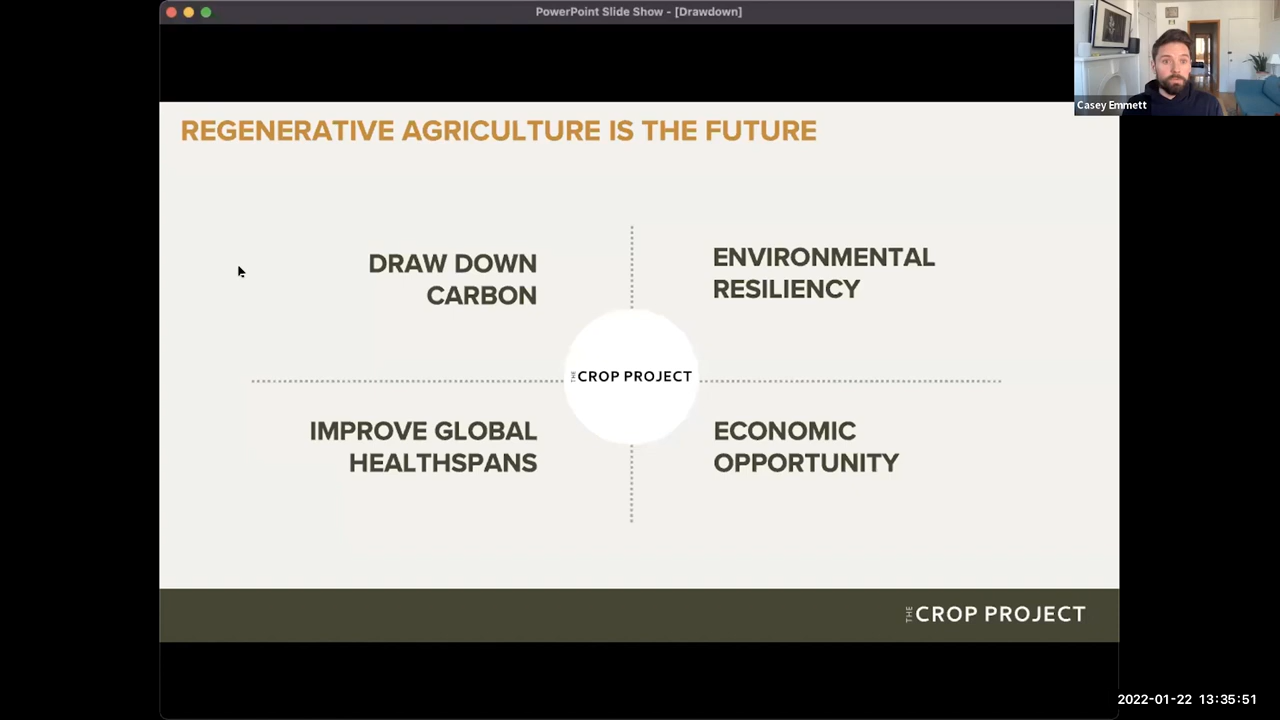 PowerPoint Slide Show - [Drawdown]
Casey Emmett
REGENERATIVE AGRICULTURE IS THE FUTURE
DRAW DOWN
CARBON
ENVIRONMENTAL
RESILIENCY
THE CROP PROJECT
IMPROVE GLOBAL
HEALTHSPANS
ECONOMIC
OPPORTUNITY
THE CROP PROJECT
2022-01-22 13:35:51